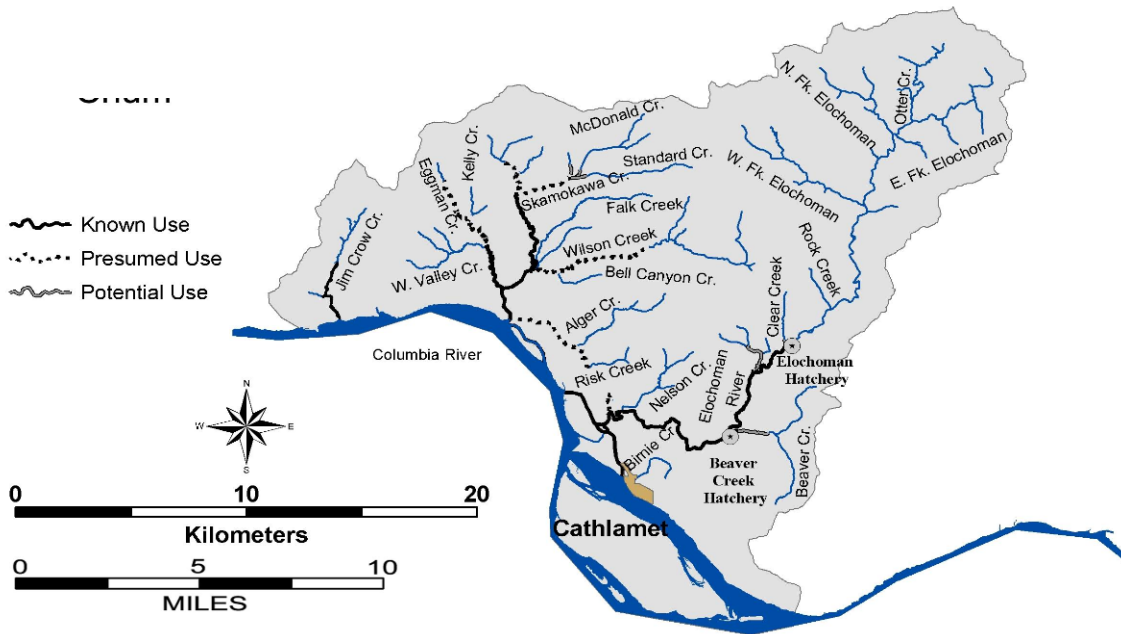 McDonald Cr.
Kelly Cr.
Eggman Cr.
Standard Cr.
Skamokawa Cr.
Falk Creek
Wilson Creek
Bell Canyon Cr.
W. Valley Cr.
Jim Crow Cr.
N. Fk. Elochoman
Otter Cr.
E. Fk. Elochoman
W. Fk. Elochoman
Rock Creek
Clear Creek
Known Use
Presumed Use
Potential Use
Alger Cr.
Columbia River
Risk Creek
Nelson Cr.
Elochoman
River
Elochoman
Hatchery
Birnie Cr.
Beaver Cr.
Beaver
Creek
Hatchery
Cathlamet
N
W
E
S
0 10 20
Kilometers
0 5 10
MILES